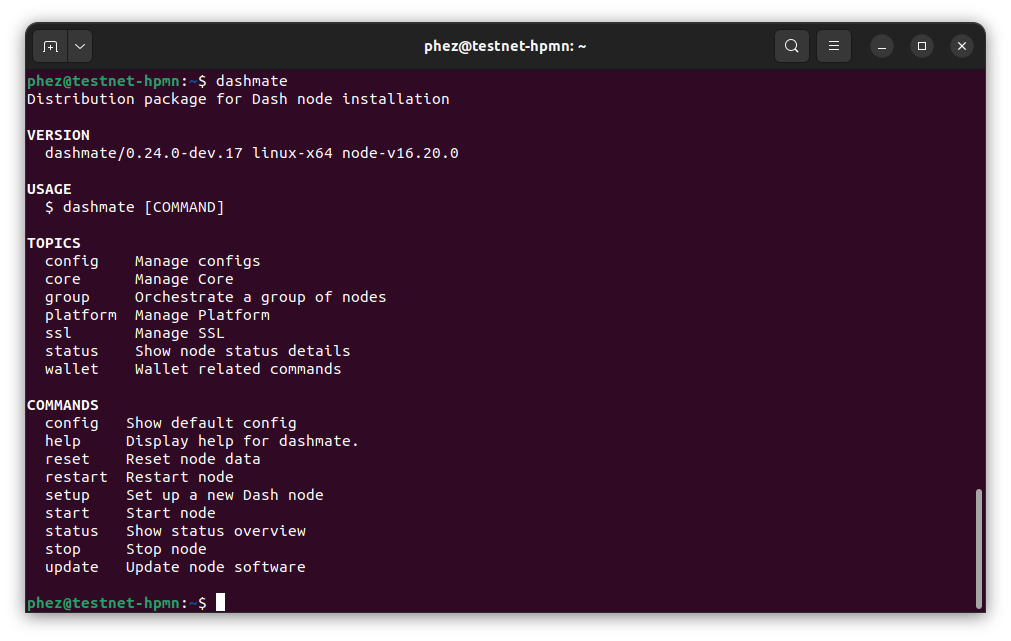 phez@testnet-hpmn: ~
phez@testnet-hpmn:~$ dashmate
Distribution package for Dash node installation

VERSION
  dashmate/0.24.0-dev.17 linux-x64 node-v16.20.0

USAGE
  $ dashmate [COMMAND]

TOPICS
  config    Manage configs
  core      Manage Core
  group     Orchestrate a group of nodes
  platform  Manage Platform
  ssl       Manage SSL
  status    Show node status details
  wallet    Wallet related commands

COMMANDS
  config   Show default config
  help     Display help for dashmate.
  reset    Reset node data
  restart  Restart node
  setup    Set up a new Dash node
  start    Start node
  status   Show status overview
  stop     Stop node
  update   Update node software

phez@testnet-hpmn:~$